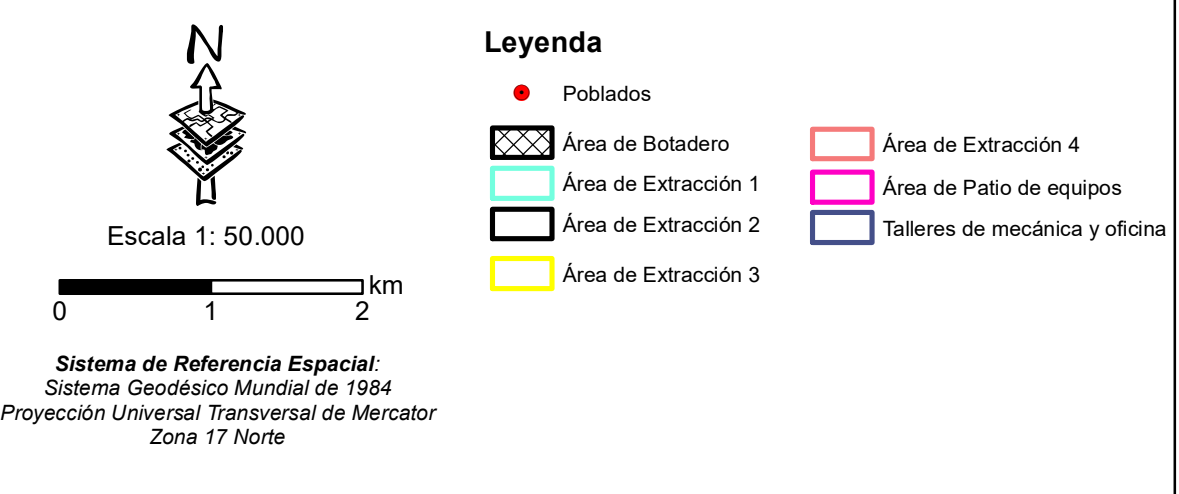 N
Escala 1: 50.000
km
0 1 2
Sistema de Referencia Espacial:
Sistema Geodésico Mundial de 1984
Proyección Universal Transversal de Mercator
Zona 17 Norte
Leyenda
Poblados
Área de Botadero
Área de Extracción 1
Área de Extracción 2
Área de Extracción 3
Área de Extracción 4
Área de Patio de equipos
Talleres de mecánica y oficina